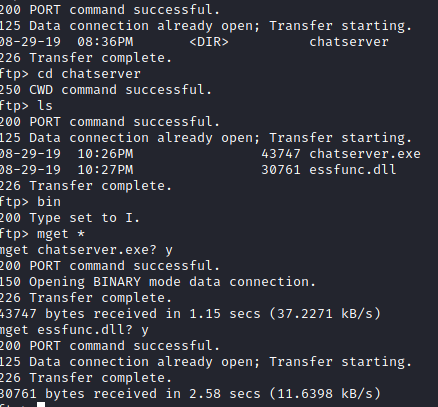 200 PORT command successful.
125 Data connection already open; Transfer starting.
08-29-19  08:36PM       <DIR>          chatserver
226 Transfer complete.
ftp> cd chatserver
250 CWD command successful.
ftp> ls
200 PORT command successful.
125 Data connection already open; Transfer starting.
08-29-19  10:26PM                43747 chatserver.exe
08-29-19  10:27PM                30761 essfunc.dll
226 Transfer complete.
ftp> bin
200 Type set to I.
ftp> mget *
mget chatserver.exe? y
200 PORT command successful.
150 Opening BINARY mode data connection.
226 Transfer complete.
43747 bytes received in 1.15 secs (37.2271 kB/s)
mget essfunc.dll? y
200 PORT command successful.
125 Data connection already open; Transfer starting.
226 Transfer complete.
30761 bytes received in 2.58 secs (11.6398 kB/s)
ftp>